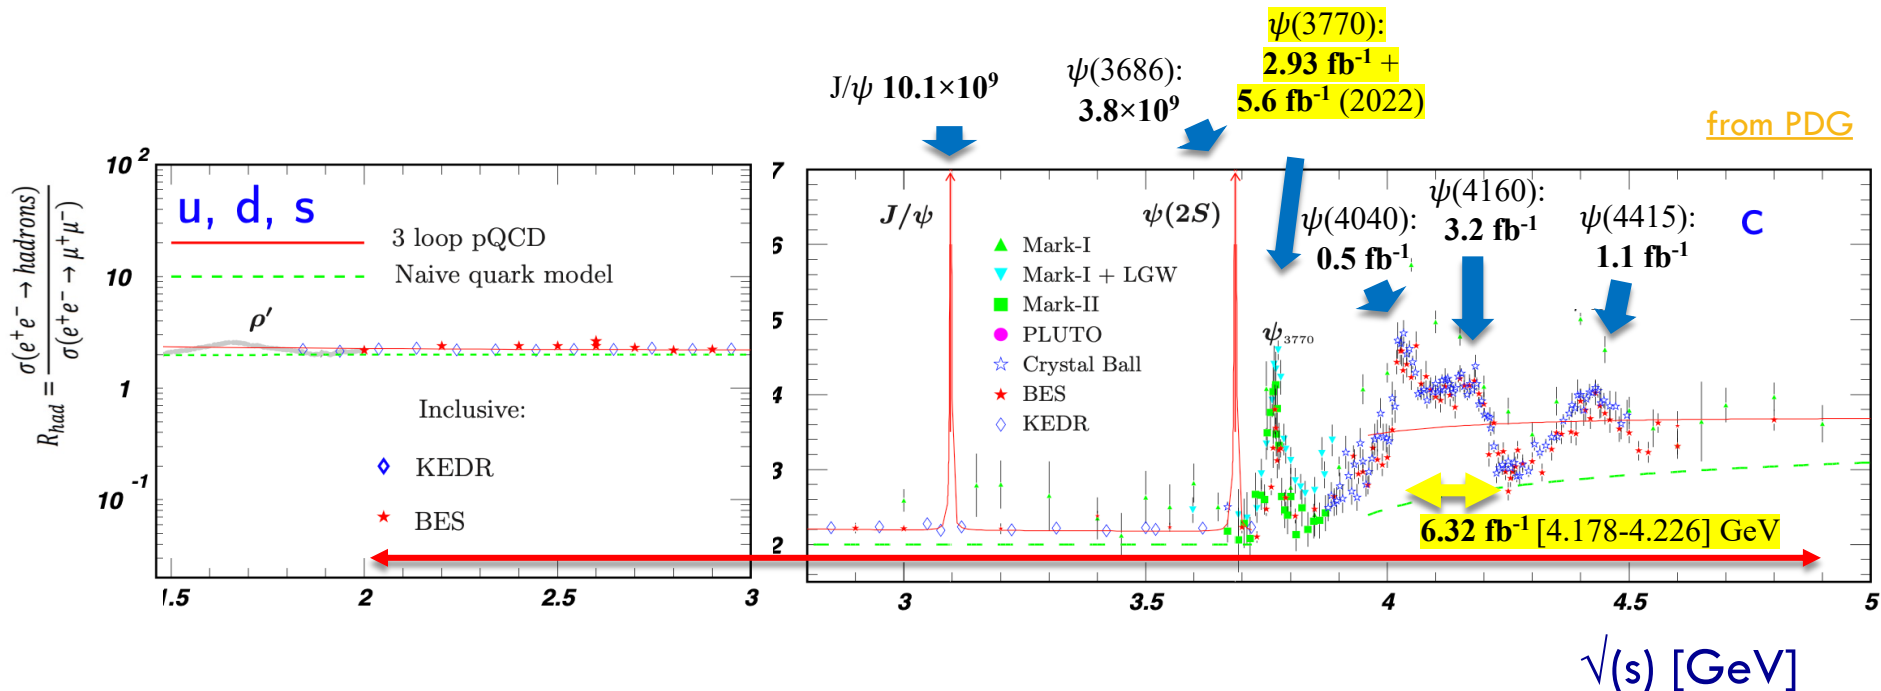 ψ(3770):
2.93 fb⁻¹ +
5.6 fb⁻¹ (2022)
ψ(3686):
3.8×10⁹
J/ψ 10.1×10⁹
from PDG
R_had = σ(e⁺e⁻ → hadrons) / σ(e⁺e⁻ → μ⁺μ⁻)
10²
10
1
10⁻¹
u, d, s
3 loop pQCD
Naive quark model
ρ′
Inclusive:
KEDR
BES
1.5
2
2.5
3
7
6
5
4
3
2
J/ψ
ψ(2S)
Mark-I
Mark-I + LGW
Mark-II
PLUTO
Crystal Ball
BES
KEDR
ψ₃₇₇₀
ψ(4040):
0.5 fb⁻¹
ψ(4160):
3.2 fb⁻¹
ψ(4415):
1.1 fb⁻¹
c
6.32 fb⁻¹ [4.178-4.226] GeV
3
3.5
4
4.5
5
√(s) [GeV]